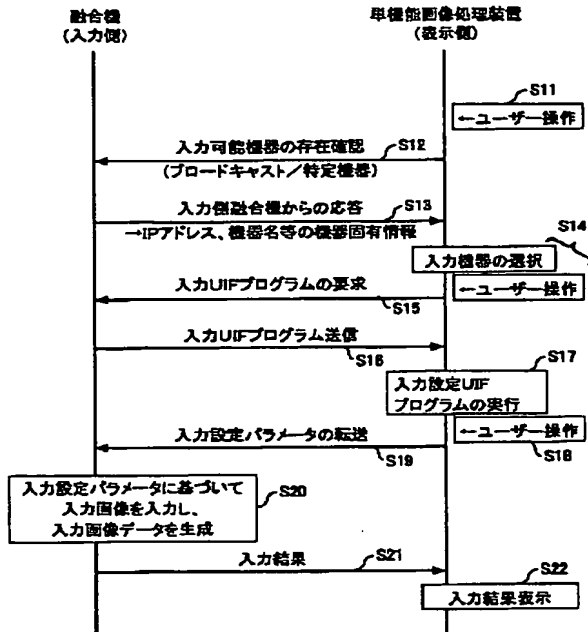 融合機
(入力側)
単機能画像処理装置
(表示側)
S11
←ユーザー操作
入力可能機器の存在確認
S12
(ブロードキャスト/特定機器)
入力側融合機からの応答
S13
→IPアドレス、機器名等の機器固有情報
S14
入力機器の選択
入力UIFプログラムの要求
←ユーザー操作
S15
入力UIFプログラム送信
S16
S17
入力設定UIF
プログラムの実行
入力設定パラメータの転送
←ユーザー操作
S19
S18
入力設定パラメータに基づいて
入力画像を入力し、
入力画像データを生成
S20
入力結果
S21
S22
入力結果表示